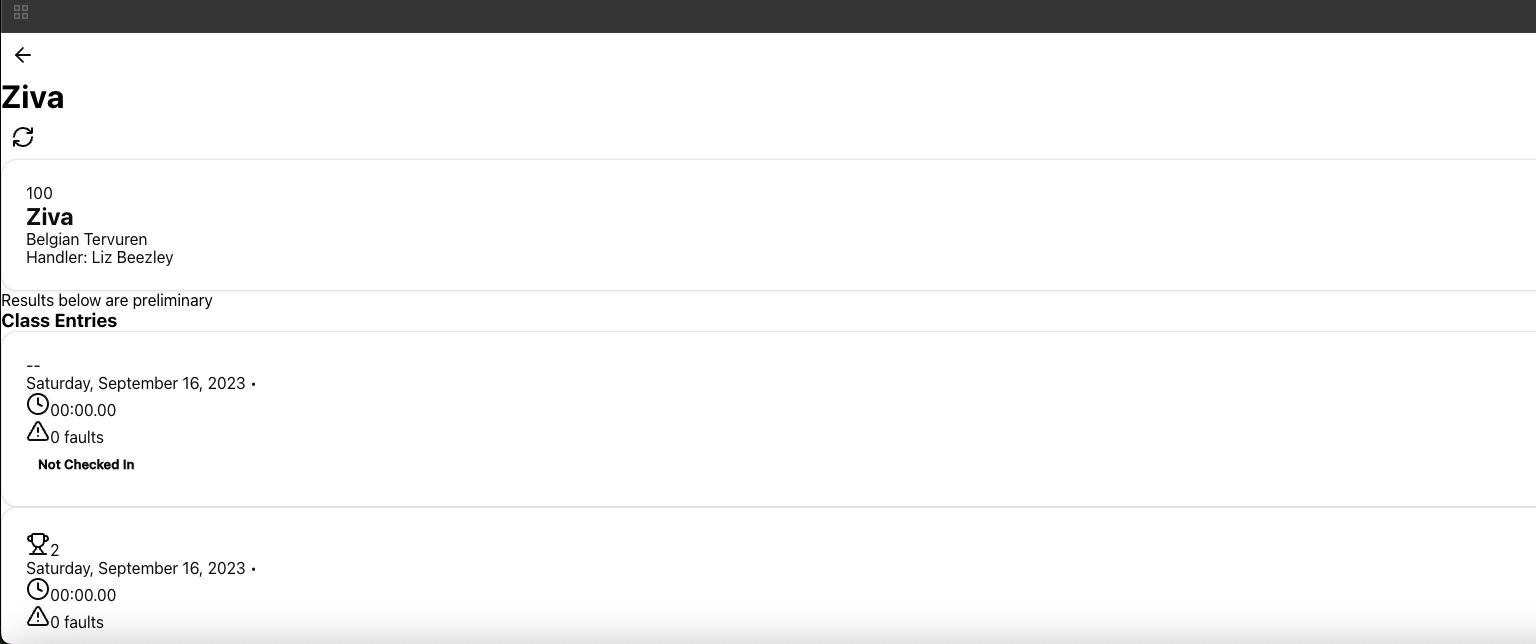 Ziva
100
Ziva
Belgian Tervuren
Handler: Liz Beezley
Results below are preliminary
Class Entries
--
Saturday, September 16, 2023 •
00:00.00
0 faults
Not Checked In
2
Saturday, September 16, 2023 •
00:00.00
0 faults